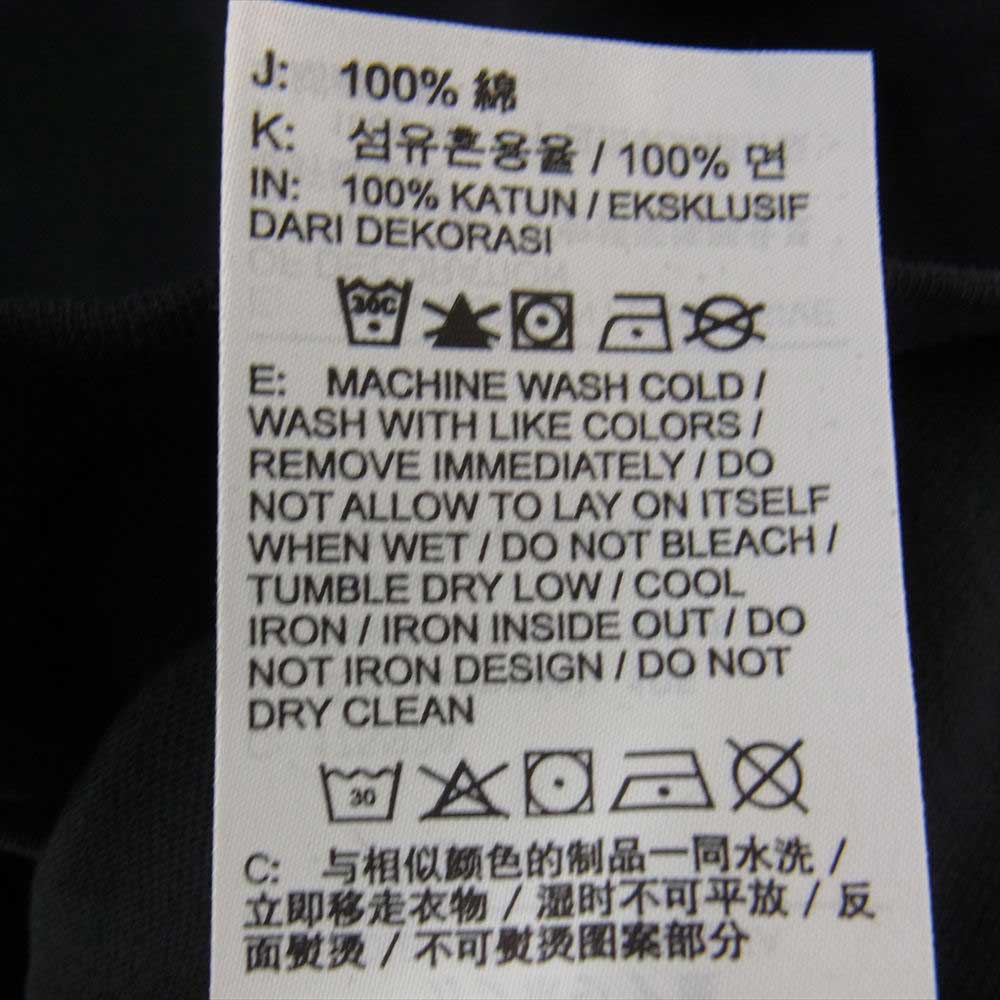 J: 100% 綿
K: 섬유혼용율 / 100% 면
IN: 100% KATUN / EKSKLUSIF
DARI DEKORASI
30C
E: MACHINE WASH COLD /
WASH WITH LIKE COLORS /
REMOVE IMMEDIATELY / DO
NOT ALLOW TO LAY ON ITSELF
WHEN WET / DO NOT BLEACH /
TUMBLE DRY LOW / COOL
IRON / IRON INSIDE OUT / DO
NOT IRON DESIGN / DO NOT
DRY CLEAN
30
C: 与相似颜色的制品一同水洗 /
立即移走衣物 / 湿时不可平放 / 反
面熨烫 / 不可熨烫图案部分